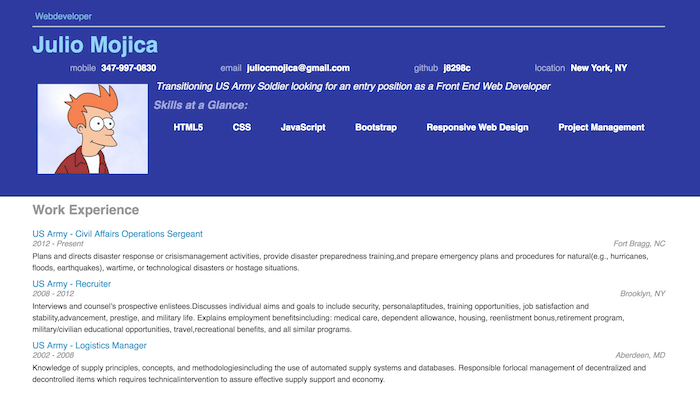 Webdeveloper
Julio Mojica
mobile 347-997-0830 email juliocmojica@gmail.com github j8298c location New York, NY
Transitioning US Army Soldier looking for an entry position as a Front End Web Developer
Skills at a Glance:
HTML5 CSS JavaScript Bootstrap Responsive Web Design Project Management
Work Experience
US Army - Civil Affairs Operations Sergeant
2012 - Present Fort Bragg, NC
Plans and directs disaster response or crisismanagement activities, provide disaster preparedness training,and prepare emergency plans and procedures for natural(e.g., hurricanes,
floods, earthquakes), wartime, or technological disasters or hostage situations.
US Army - Recruiter
2008 - 2012 Brooklyn, NY
Interviews and counsel's prospective enlistees.Discusses individual aims and goals to include security, personalaptitudes, training opportunities, job satisfaction and
stability,advancement, prestige, and military life. Explains employment benefitsincluding: medical care, dependent allowance, housing, reenlistment bonus,retirement program,
military/civilian educational opportunities, travel,recreational benefits, and all similar programs.
US Army - Logistics Manager
2002 - 2008 Aberdeen, MD
Knowledge of supply principles, concepts, and methodologiesincluding the use of automated supply systems and databases. Responsible forlocal management of decentralized and
decontrolled items which requires technicalintervention to assure effective supply support and economy.